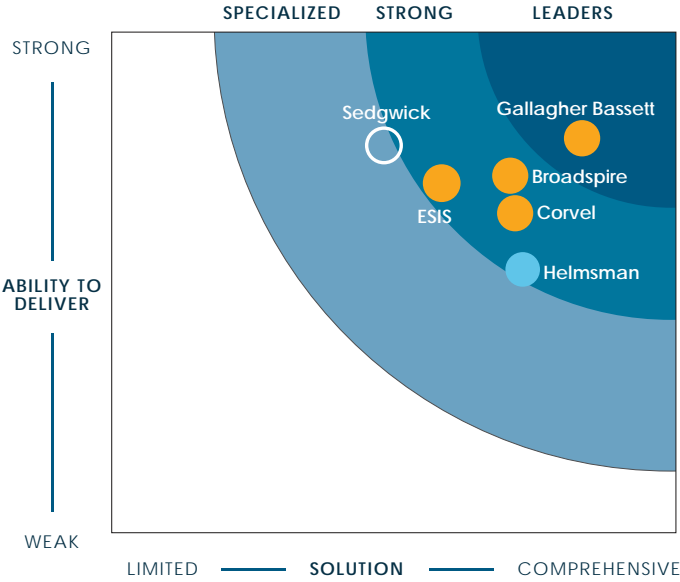 SPECIALIZED STRONG LEADERS
STRONG
Sedgwick
Gallagher Bassett
Broadspire
ESIS
Corvel
Helmsman
ABILITY TO
DELIVER
WEAK
LIMITED SOLUTION COMPREHENSIVE